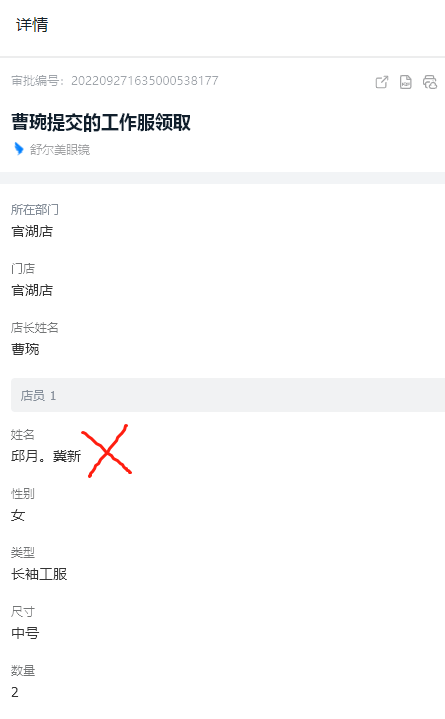 详情
审批编号：202209271635000538177
曹琬提交的工作服领取
舒尔美眼镜
所在部门
官湖店
门店
官湖店
店长姓名
曹琬
店员 1
姓名
邱月。冀新
性别
女
类型
长袖工服
尺寸
中号
数量
2